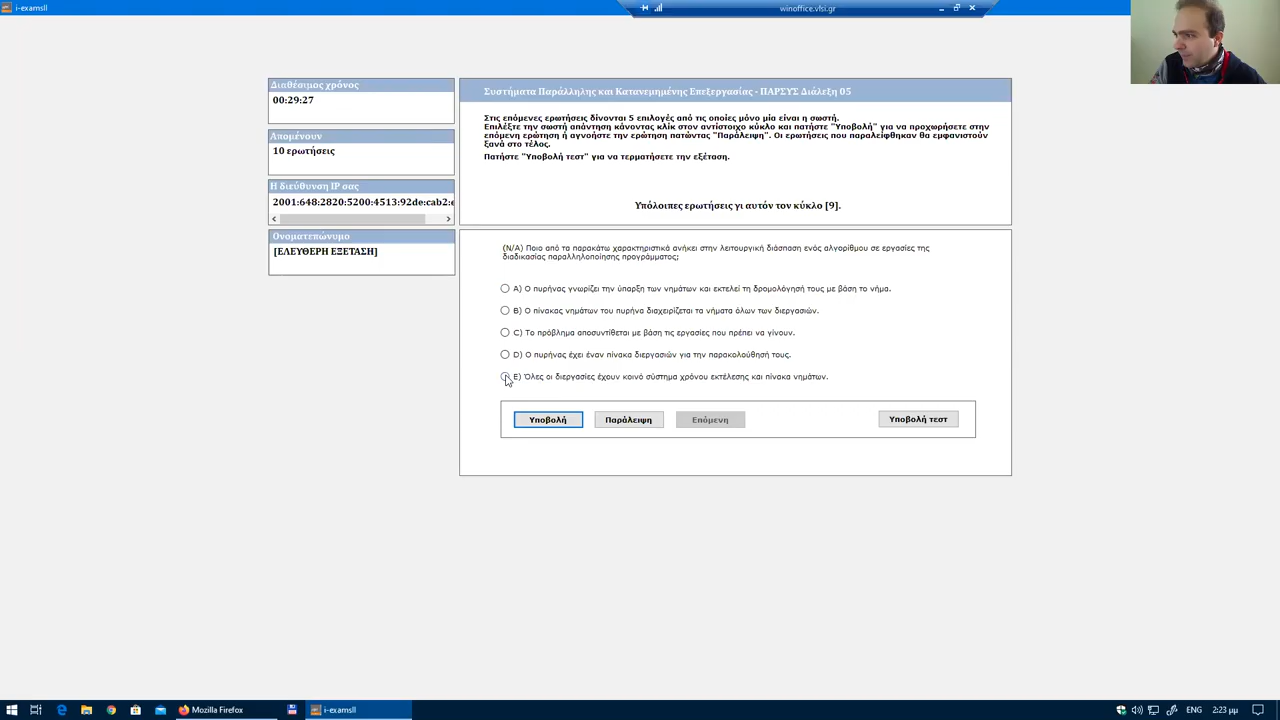 i-examsll
winoffice.vlsi.gr
Διαθέσιμος χρόνος
00:29:27
Απομένουν
10 ερωτήσεις
Η διεύθυνση IP σας
2001:648:2820:5200:4513:92de:cab2:
Ονοματεπώνυμο
[ΕΛΕΥΘΕΡΗ ΕΞΕΤΑΣΗ]
Συστήματα Παράλληλης και Κατανεμημένης Επεξεργασίας - ΠΑΡΣΥΣ Διάλεξη 05
Στις επόμενες ερωτήσεις δίνονται 5 επιλογές από τις οποίες μόνο μία είναι η σωστή.
Επιλέξτε την σωστή απάντηση κάνοντας κλίκ στον αντίστοιχο κύκλο και πατήστε "Υποβολή" για να προχωρήσετε στην
επόμενη ερώτηση ή αγνοήστε την ερώτηση πατώντας "Παράλειψη". Οι ερωτήσεις που παραλείφθηκαν θα εμφανιστούν
ξανά στο τέλος.
Πατήστε "Υποβολή τεστ" για να τερματήσετε την εξέταση.
Υπόλοιπες ερωτήσεις γι αυτόν τον κύκλο [9].
(N/A) Ποιο από τα παρακάτω χαρακτηριστικά ανήκει στην λειτουργική διάσπαση ενός αλγορίθμου σε εργασίες της
διαδικασίας παραλληλοποίησης προγράμματος;
A) Ο πυρήνας γνωρίζει την ύπαρξη των νημάτων και εκτελεί τη δρομολόγησή τους με βάση το νήμα.
B) Ο πίνακας νημάτων του πυρήνα διαχειρίζεται τα νήματα όλων των διεργασιών.
C) Το πρόβλημα αποσυντίθεται με βάση τις εργασίες που πρέπει να γίνουν.
D) Ο πυρήνας έχει έναν πίνακα διεργασιών για την παρακολούθησή τους.
E) Όλες οι διεργασίες έχουν κοινό σύστημα χρόνου εκτέλεσης και πίνακα νημάτων.
Υποβολή
Παράλειψη
Επόμενη
Υποβολή τεστ
Mozilla Firefox
i-examsll
ENG
2:23 μμ